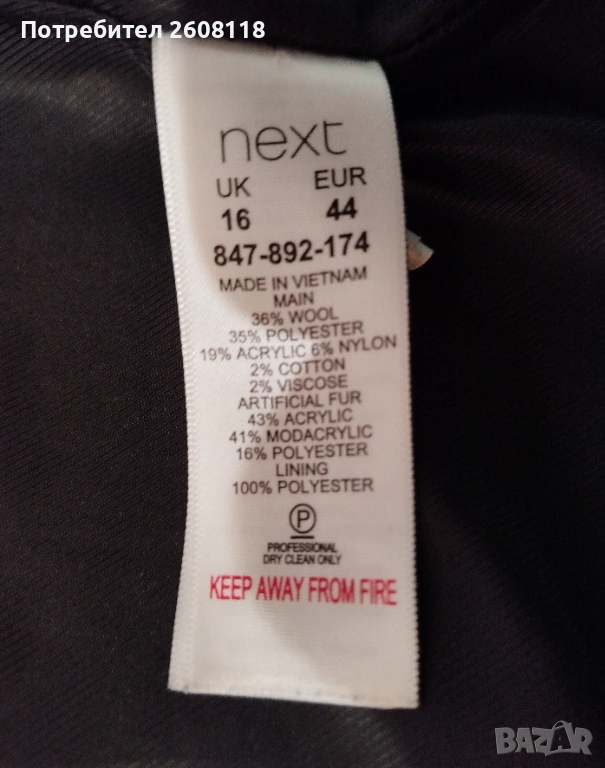 Потребител 2608118
next
UK EUR
16 44
847-892-174
MADE IN VIETNAM
MAIN
36% WOOL
35% POLYESTER
19% ACRYLIC 6% NYLON
2% COTTON
2% VISCOSE
ARTIFICIAL FUR
43% ACRYLIC
41% MODACRYLIC
16% POLYESTER
LINING
100% POLYESTER
P
PROFESSIONAL
DRY CLEAN ONLY
KEEP AWAY FROM FIRE
BAZAR